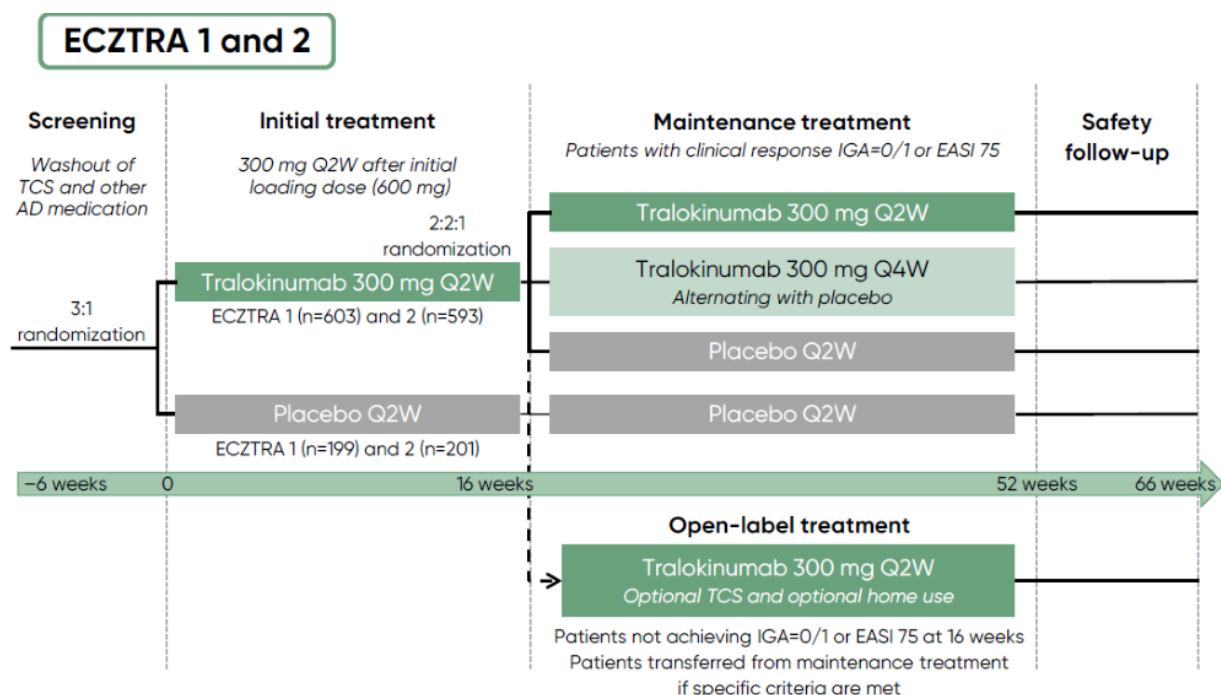 ECZTRA 1 and 2
Screening
Washout of
TCS and other
AD medication
Initial treatment
300 mg Q2W after initial
loading dose (600 mg)
Maintenance treatment
Patients with clinical response IGA=0/1 or EASI 75
Safety
follow-up
3:1
randomization
2:2:1
randomization
Tralokinumab 300 mg Q2W
ECZTRA 1 (n=603) and 2 (n=593)
Placebo Q2W
ECZTRA 1 (n=199) and 2 (n=201)
Tralokinumab 300 mg Q2W
Tralokinumab 300 mg Q4W
Alternating with placebo
Placebo Q2W
Placebo Q2W
−6 weeks
0
16 weeks
52 weeks
66 weeks
Open-label treatment
Tralokinumab 300 mg Q2W
Optional TCS and optional home use
Patients not achieving IGA=0/1 or EASI 75 at 16 weeks
Patients transferred from maintenance treatment
if specific criteria are met